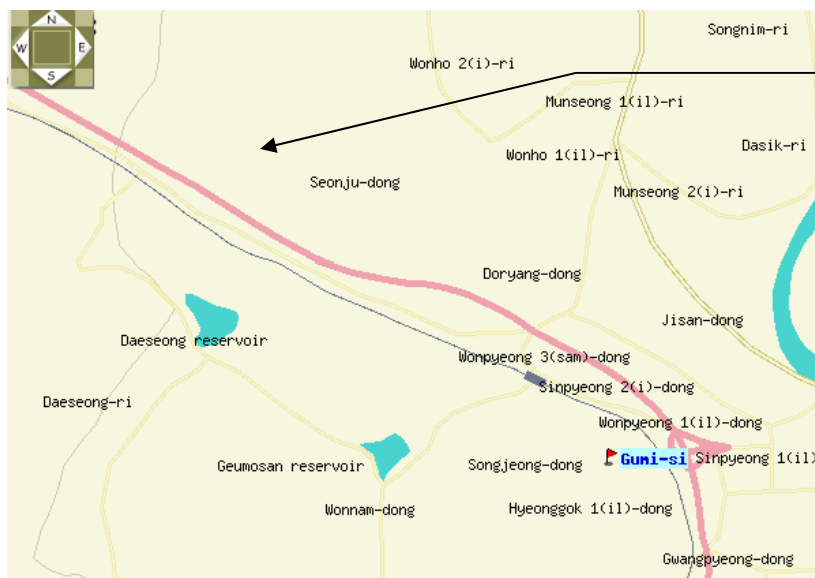 N
W E
S
Songnim-ri
Wonho 2(i)-ri
Munseong 1(il)-ri
Dasik-ri
Wonho 1(il)-ri
Seonju-dong
Munseong 2(i)-ri
Doryang-dong
Jisan-dong
Daeseong reservoir
Wonpyeong 3(sam)-dong
Sinpyeong 2(i)-dong
Daeseong-ri
Wonpyeong 1(il)-dong
Gumi-si
Sinpyeong 1(il)
Geumosan reservoir
Songjeong-dong
Wonnam-dong
Hyeonggok 1(il)-dong
Gwangpyeong-dong